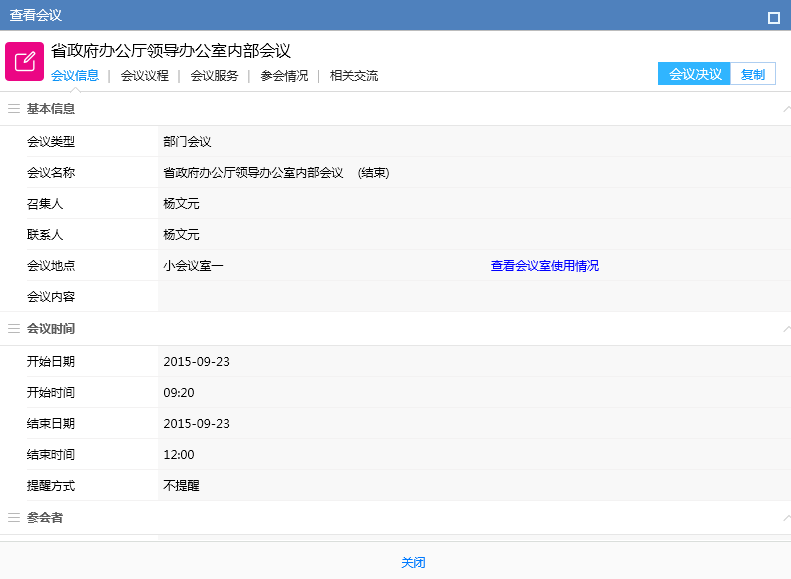 查看会议
省政府办公厅领导办公室内部会议
会议信息 | 会议议程 | 会议服务 | 参会情况 | 相关交流
会议决议 复制
基本信息
会议类型 部门会议
会议名称 省政府办公厅领导办公室内部会议 (结束)
召集人 杨文元
联系人 杨文元
会议地点 小会议室一 查看会议室使用情况
会议内容
会议时间
开始日期 2015-09-23
开始时间 09:20
结束日期 2015-09-23
结束时间 12:00
提醒方式 不提醒
参会者
关闭